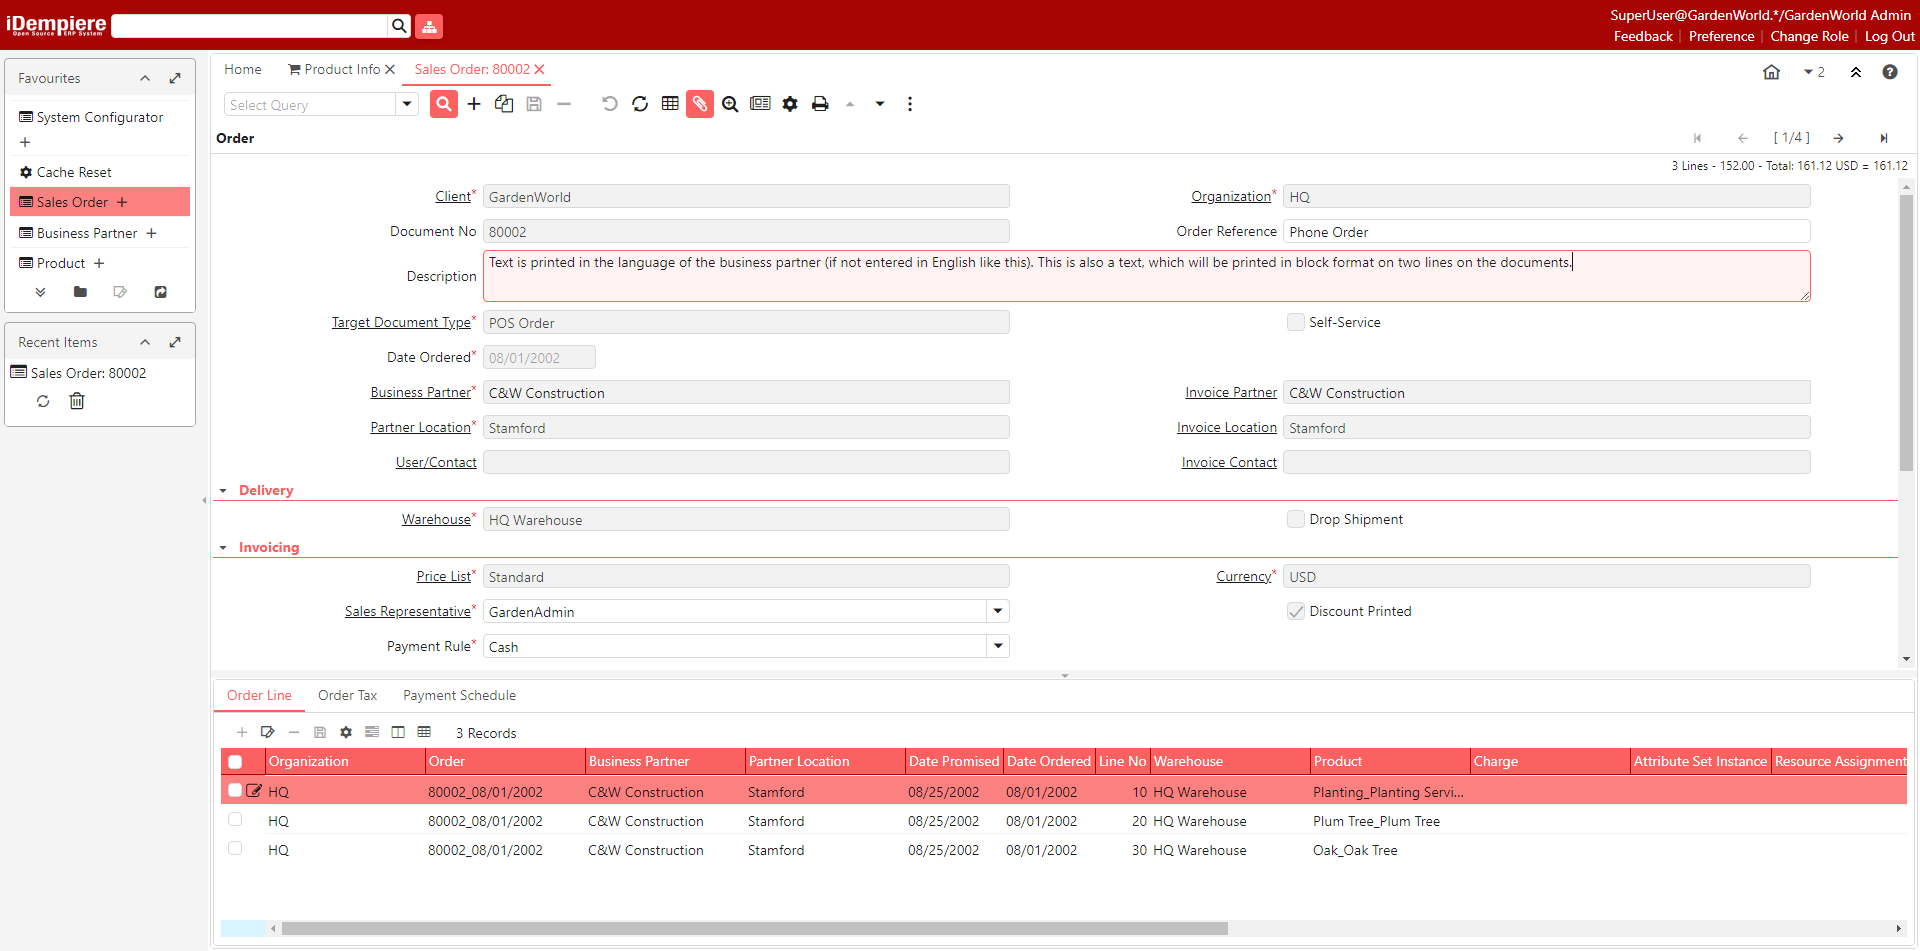 iDempiere
Open Source ERP System
SuperUser@GardenWorld.*/GardenWorld Admin
Feedback | Preference | Change Role | Log Out
Favourites
System Configurator
Cache Reset
Sales Order
Business Partner
Product
Recent Items
Sales Order: 80002
Home
Product Info
Sales Order: 80002
2
Select Query
Order
[ 1/4 ]
3 Lines - 152.00 - Total: 161.12 USD = 161.12
Client* GardenWorld
Organization* HQ
Document No 80002
Order Reference Phone Order
Description Text is printed in the language of the business partner (if not entered in English like this). This is also a text, which will be printed in block format on two lines on the documents.
Target Document Type* POS Order
Self-Service
Date Ordered* 08/01/2002
Business Partner* C&W Construction
Invoice Partner C&W Construction
Partner Location* Stamford
Invoice Location Stamford
User/Contact
Invoice Contact
Delivery
Warehouse* HQ Warehouse
Drop Shipment
Invoicing
Price List* Standard
Currency* USD
Sales Representative* GardenAdmin
Discount Printed
Payment Rule* Cash
Order Line Order Tax Payment Schedule
3 Records
Organization Order Business Partner Partner Location Date Promised Date Ordered Line No Warehouse Product Charge Attribute Set Instance Resource Assignment
HQ 80002_08/01/2002 C&W Construction Stamford 08/25/2002 08/01/2002 10 HQ Warehouse Planting_Planting Servi...
HQ 80002_08/01/2002 C&W Construction Stamford 08/25/2002 08/01/2002 20 HQ Warehouse Plum Tree_Plum Tree
HQ 80002_08/01/2002 C&W Construction Stamford 08/25/2002 08/01/2002 30 HQ Warehouse Oak_Oak Tree